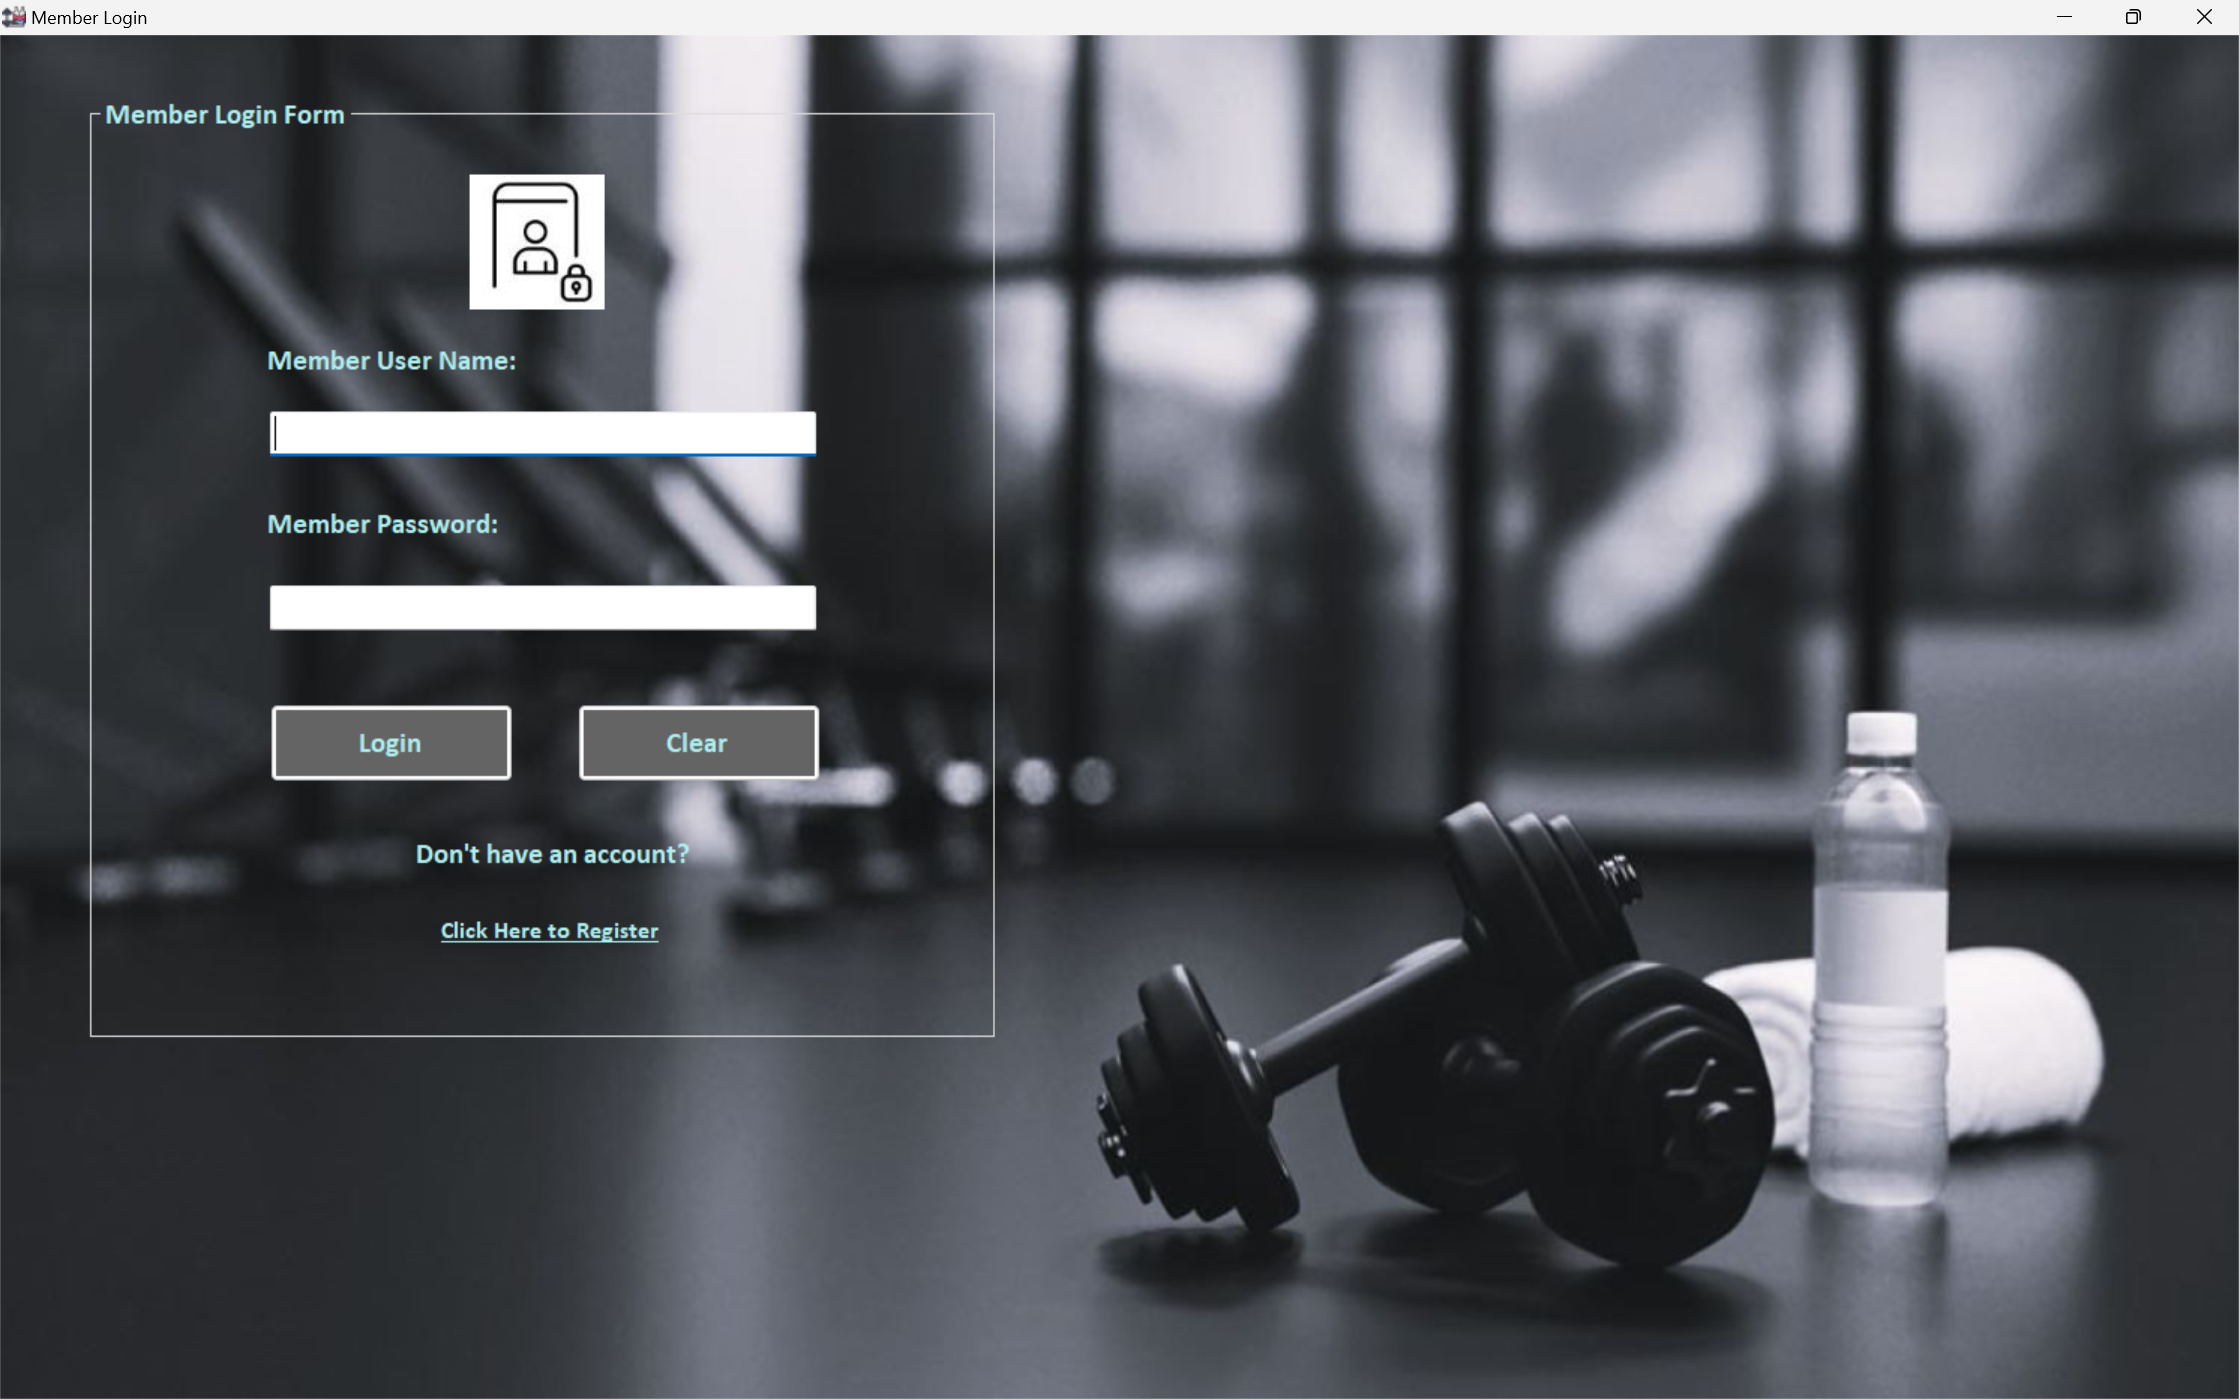 Member Login
Member Login Form
Member User Name:
Member Password:
Login
Clear
Don't have an account?
Click Here to Register